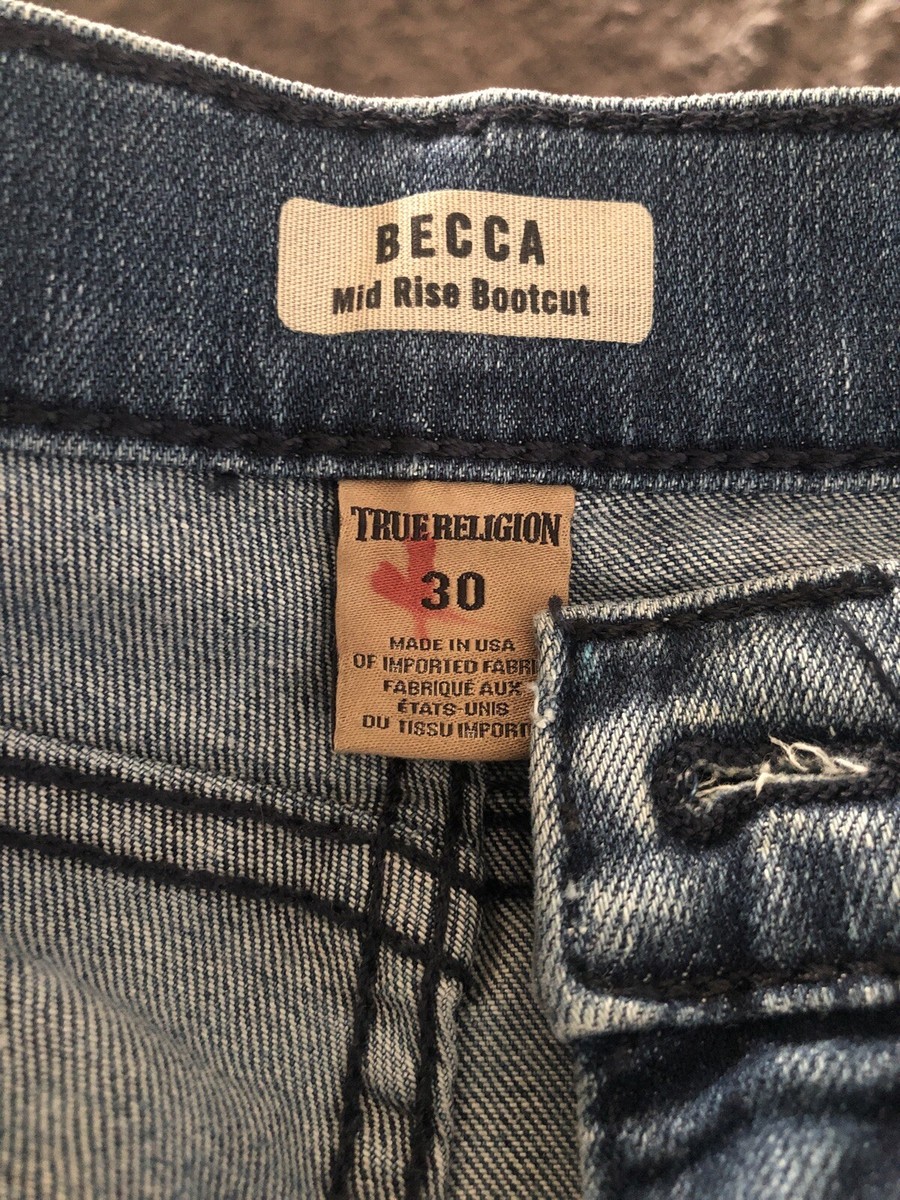 BECCA
Mid Rise Bootcut
TRUE RELIGION
30
MADE IN USA
OF IMPORTED FABRI
FABRIQUÉ AUX
ÉTATS-UNIS
DU TISSU IMPORT